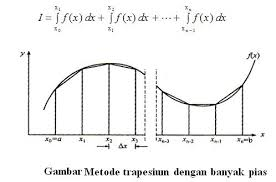 I = ∫_{x₀}^{x₁} f(x) dx + ∫_{x₁}^{x₂} f(x) dx + ⋯ + ∫_{xₙ₋₁}^{xₙ} f(x) dx
y
f(x)
x₀=a x₁ x₂ x₃ xₙ₋₃ xₙ₋₂ xₙ₋₁ xₙ=b x
Δx
Gambar Metode trapesium dengan banyak pias